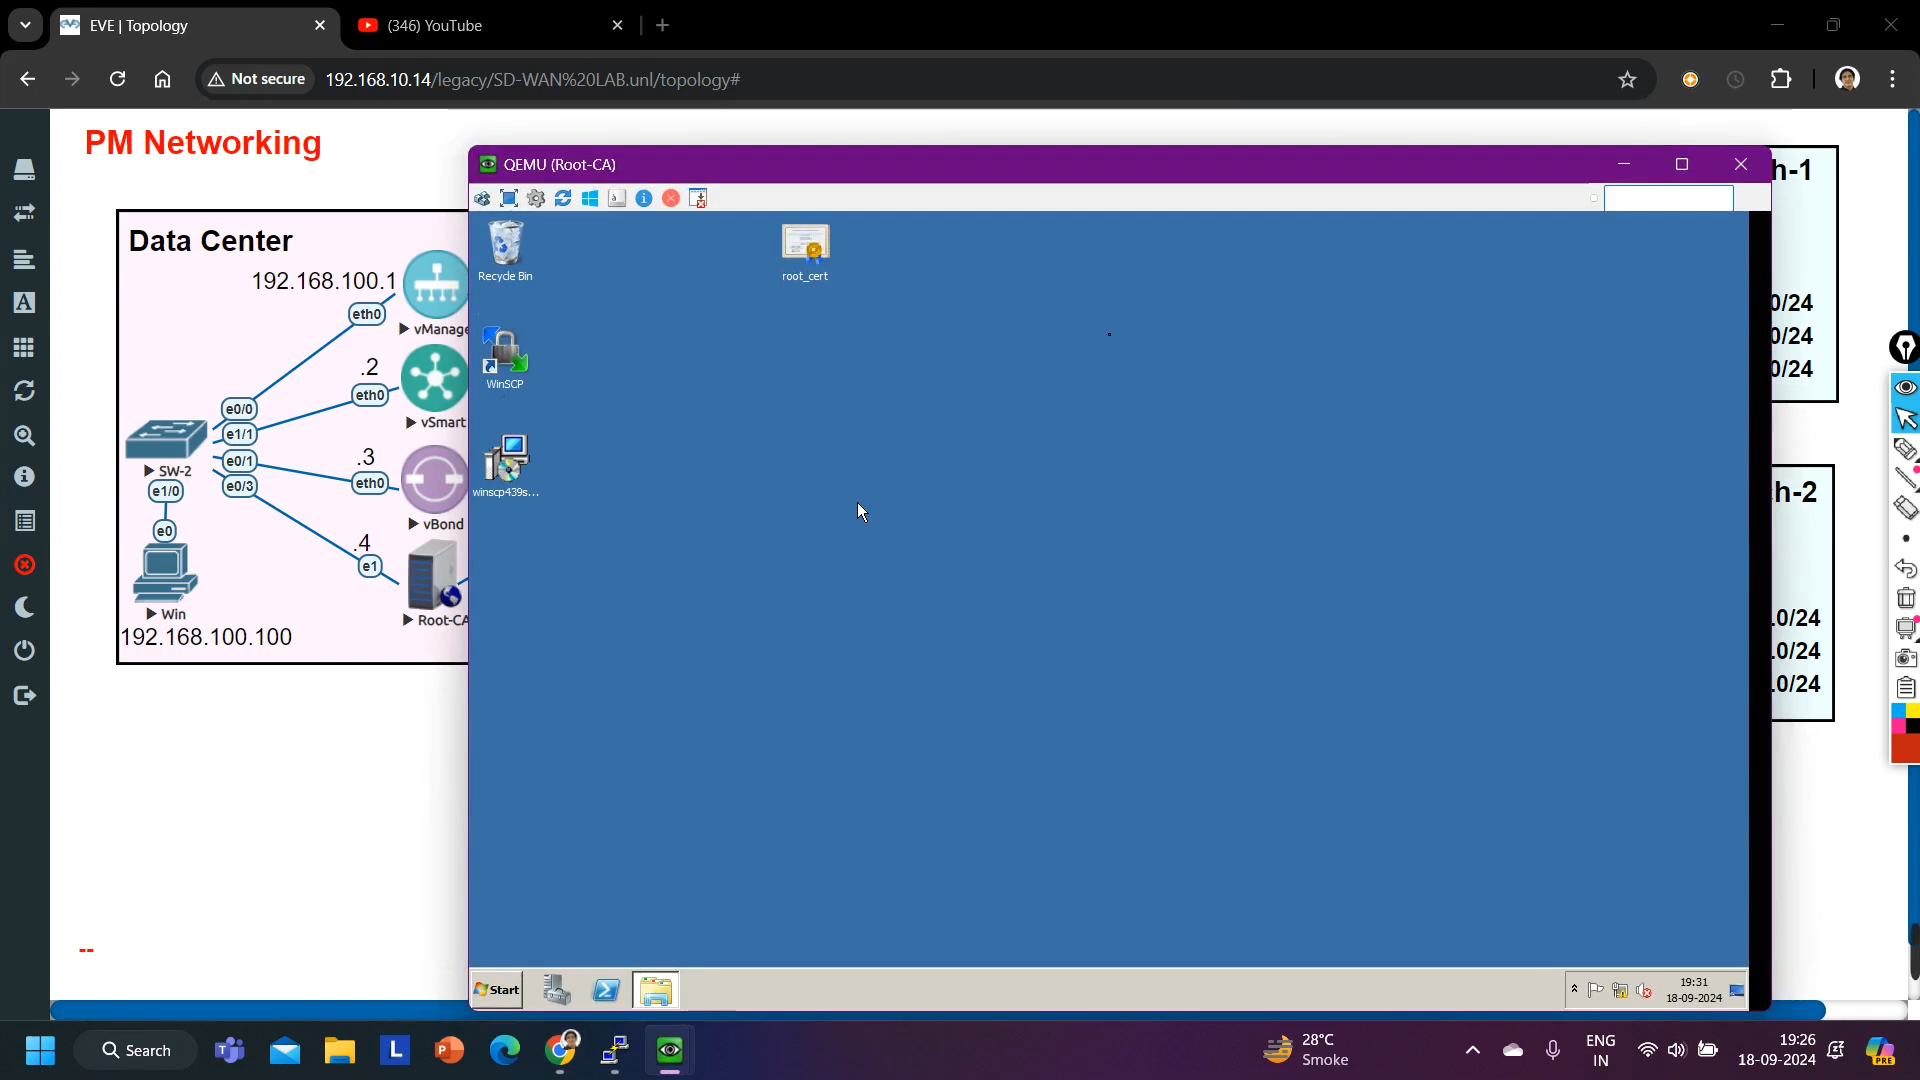 EVE | Topology
(346) YouTube
Not secure
192.168.10.14/legacy/SD-WAN%20LAB.unl/topology#
PM Networking
QEMU (Root-CA)
h-1
Recycle Bin
root_cert
Data Center
192.168.100.1
eth0
vManage
0/24
0/24
0/24
WinSCP
.2
eth0
e0/0
e1/1
vSmart
.3
e0/1
eth0
SW-2
e0/3
e1/0
winscp439s...
h-2
vBond
e0
.4
e1
Win
Root-CA
192.168.100.100
.0/24
.0/24
.0/24
--
Start
19:31
18-09-2024
Search
28°C
Smoke
ENG
IN
19:26
18-09-2024
PRE